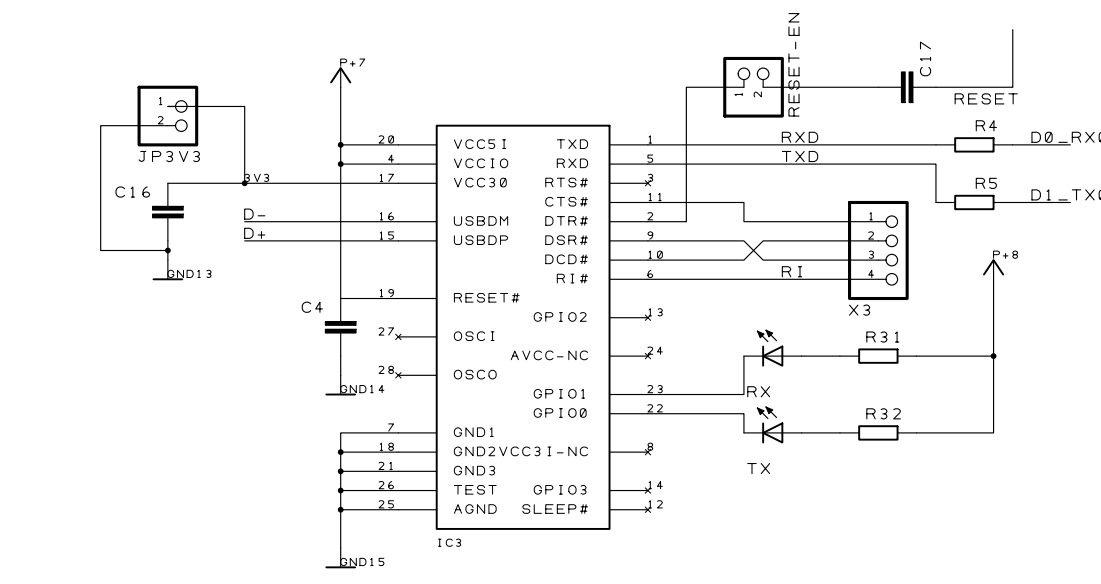 RESET-EN
P+7
C17
1
2
1
2
RESET
JP3V3
20 VCC5I TXD 1 RXD R4 D0_RX0
4 VCCIO RXD 5 TXD
3V3 17 VCC30 RTS# 3 R5
C16
CTS# 11 D1_TX0
D- 16 USBDM DTR# 2 1
D+ 15 USBDP DSR# 9 2
DCD# 10 3
P+8
GND13
RI# 6 RI 4
19 RESET#
C4
X3
GPIO2 13
27 OSCI R31
AVCC-NC 24
28 OSCO
GND14
GPIO1 23 RX
GPIO0 22 R32
7 GND1
18 GND2 VCC3I-NC 8
TX
21 GND3
26 TEST GPIO3 14
25 AGND SLEEP# 12
IC3
GND15